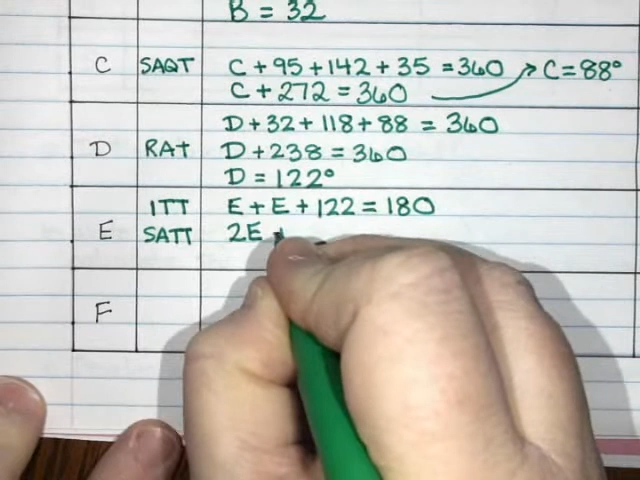 B = 32
C SAQT C + 95 + 142 + 35 = 360 → C = 88°
C + 272 = 360
D + 32 + 118 + 88 = 360
D RAT D + 238 = 360
D = 122°
ITT E + E + 122 = 180
E SATT 2E +
F